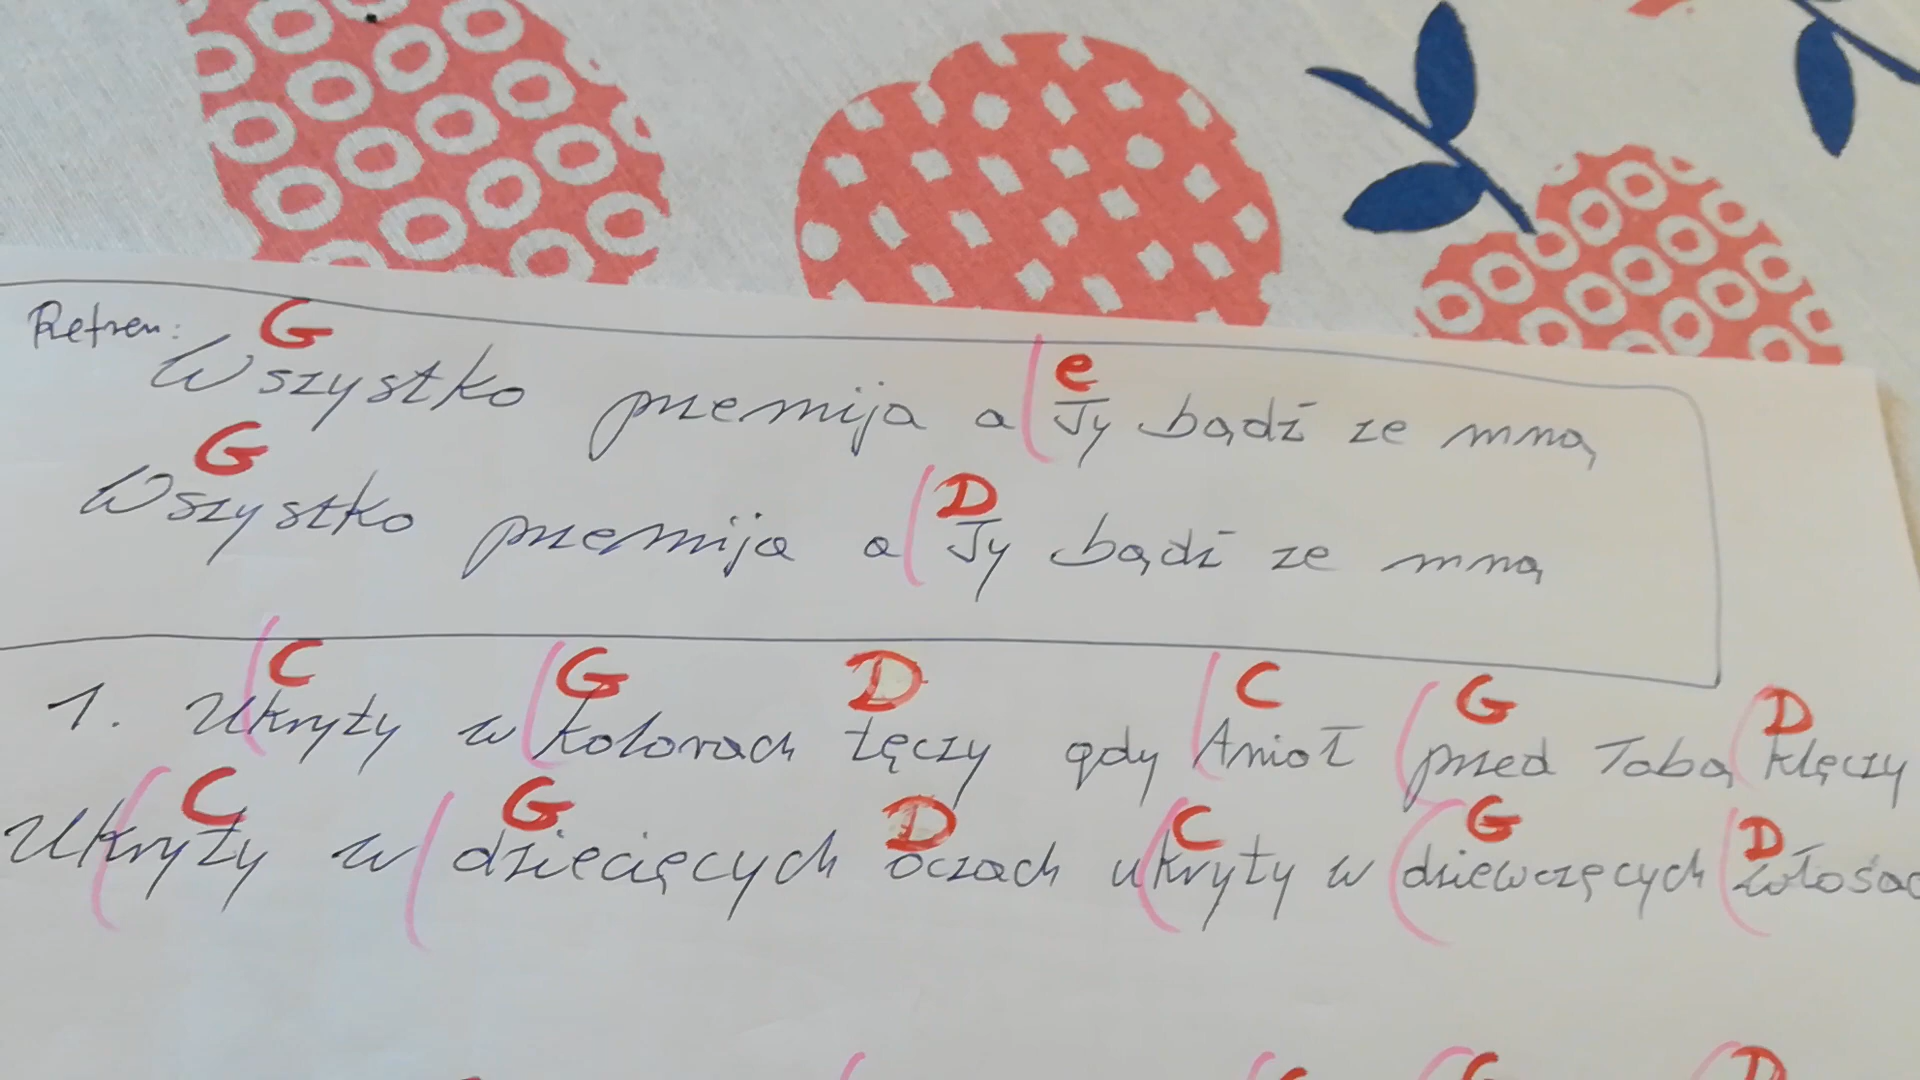 Refren:
G e
Wszystko przemija a Ty bądź ze mną
G D
Wszystko przemija a Ty bądź ze mną
C G D C G D
1. Ukryty w kolorach tęczy gdy Anioł przed Tobą klęczy
C G D C G D
Ukryty w dziecięcych oczach ukryty w dziewczęcych włosac
G D